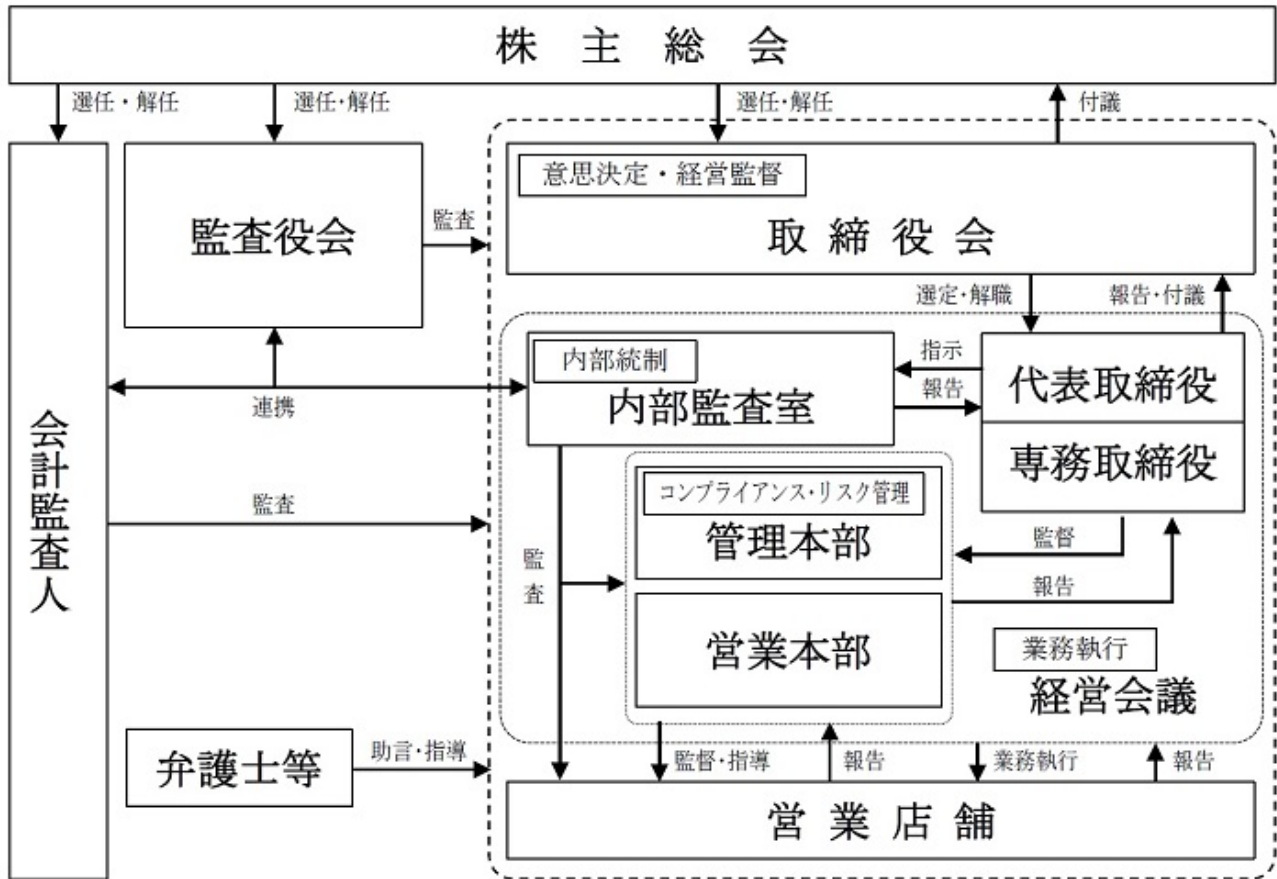 株主総会
選任・解任
選任・解任
選任・解任
付議
監査役会
監査
意思決定・経営監督
取締役会
選定・解職
報告・付議
内部統制
内部監査室
指示
報告
代表取締役
専務取締役
連携
会計監査人
監査
コンプライアンス・リスク管理
管理本部
監督
監査
報告
営業本部
業務執行
経営会議
弁護士等
助言・指導
監督・指導
報告
業務執行
報告
営業店舗